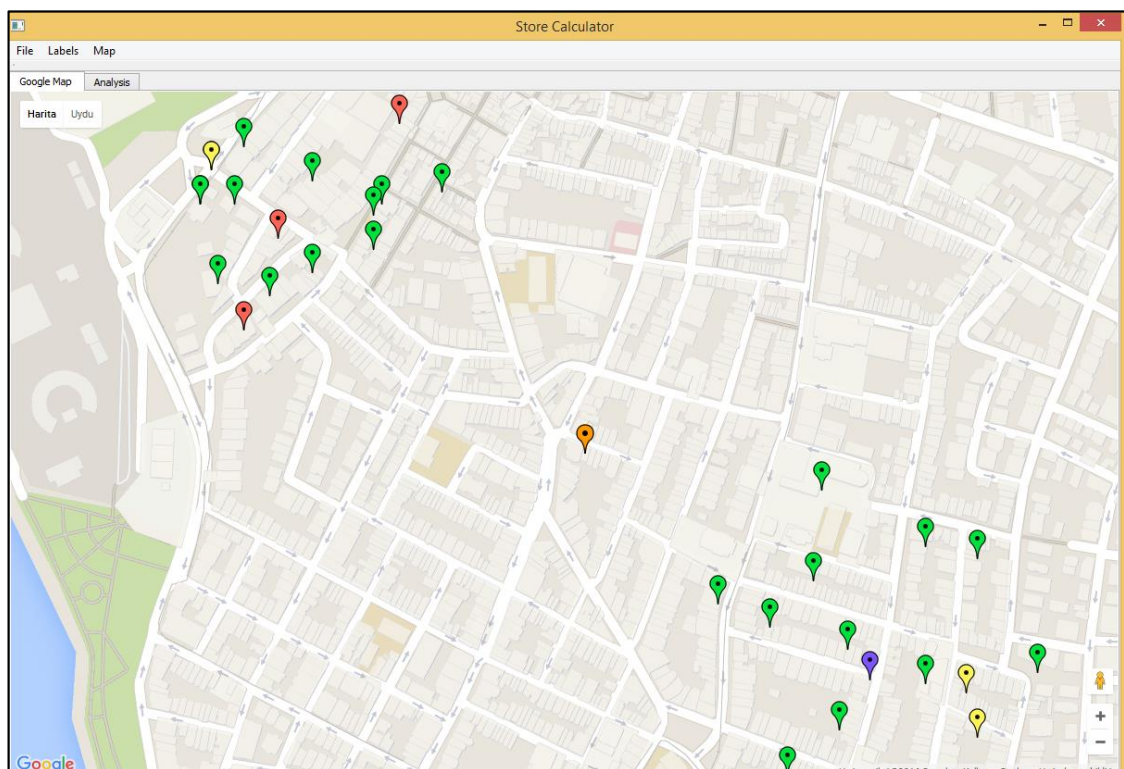 Store Calculator
File Labels Map
Google Map Analysis
Harita Uydu
Google